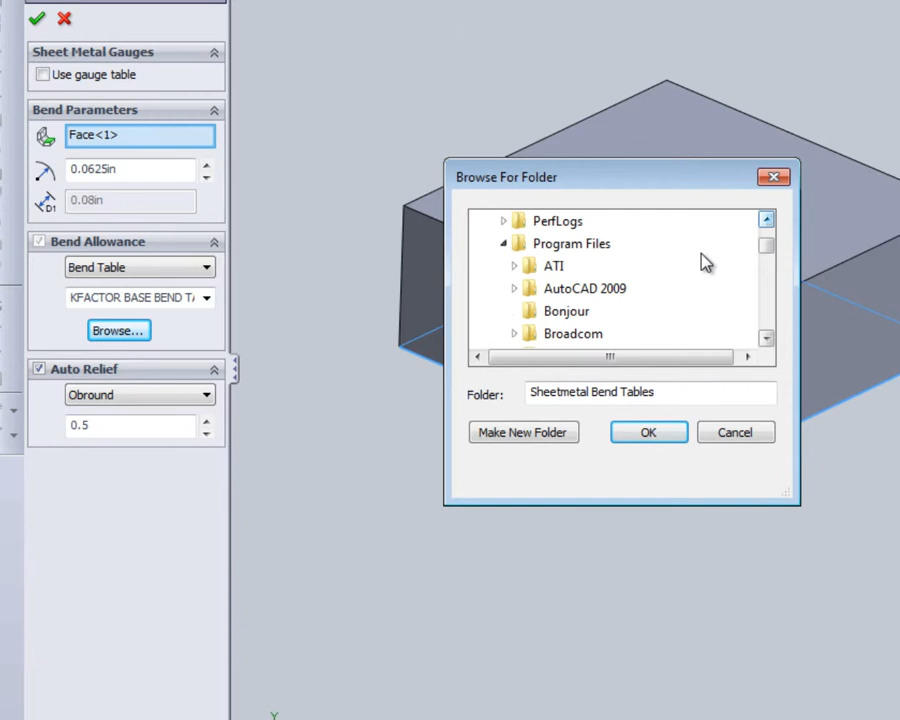 Sheet Metal Gauges
Use gauge table
Bend Parameters
Face<1>
0.0625in
D1
0.08in
Bend Allowance
Bend Table
KFACTOR BASE BEND TA
Browse...
Auto Relief
Obround
0.5
Browse For Folder
PerfLogs
Program Files
ATI
AutoCAD 2009
Bonjour
Broadcom
Folder: Sheetmetal Bend Tables
Make New Folder OK Cancel
Y